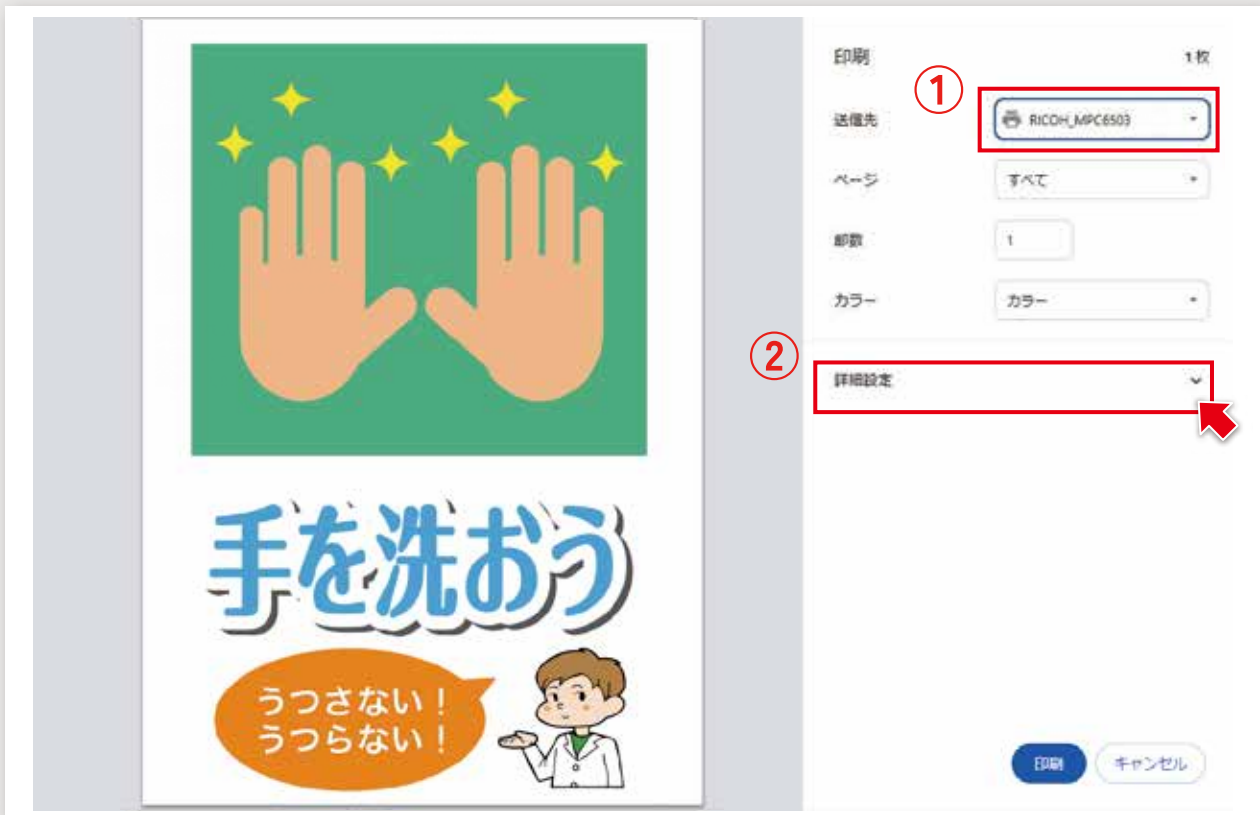 手を洗おう
うつさない！
うつらない！
印刷 1枚
①
送信先 RICOH_MPC6503
ページ すべて
部数 1
カラー カラー
②
詳細設定
印刷 キャンセル